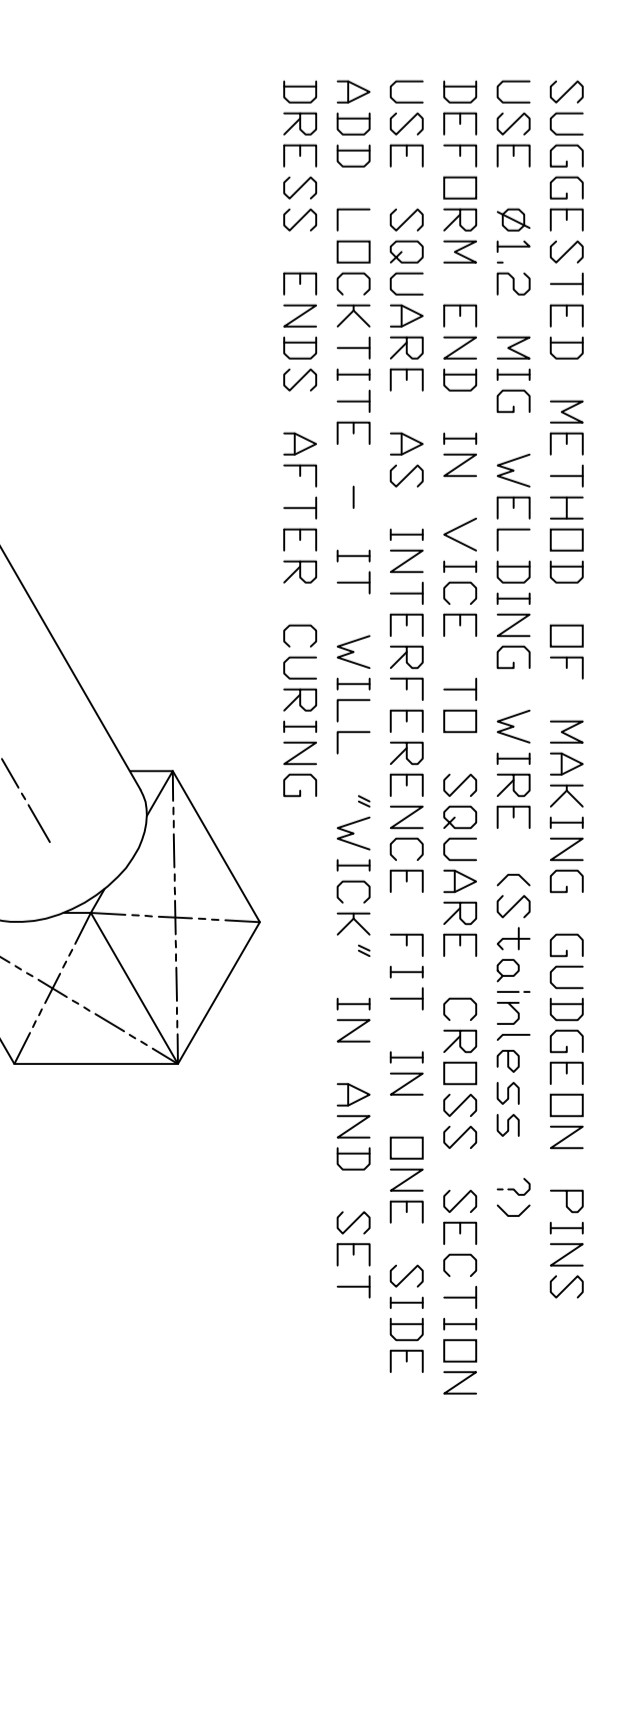 SUGGESTED METHOD OF MAKING GUDGEON PINS
USE Ø1.2 MIG WELDING WIRE (Stainless ?)
DEFORM END IN VICE TO SQUARE CROSS SECTION
USE SQUARE AS INTERFERENCE FIT IN ONE SIDE
ADD LOCKTITE - IT WILL "WICK" IN AND SET
DRESS ENDS AFTER CURING